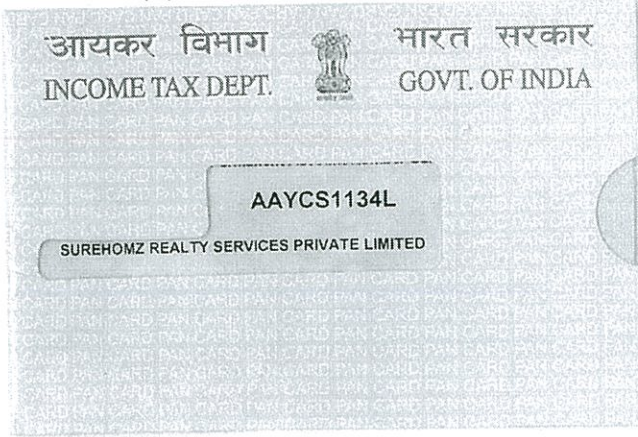 आयकर विभाग
भारत सरकार
INCOME TAX DEPT.
GOVT. OF INDIA
AAYCS1134L
SUREHOMZ REALTY SERVICES PRIVATE LIMITED